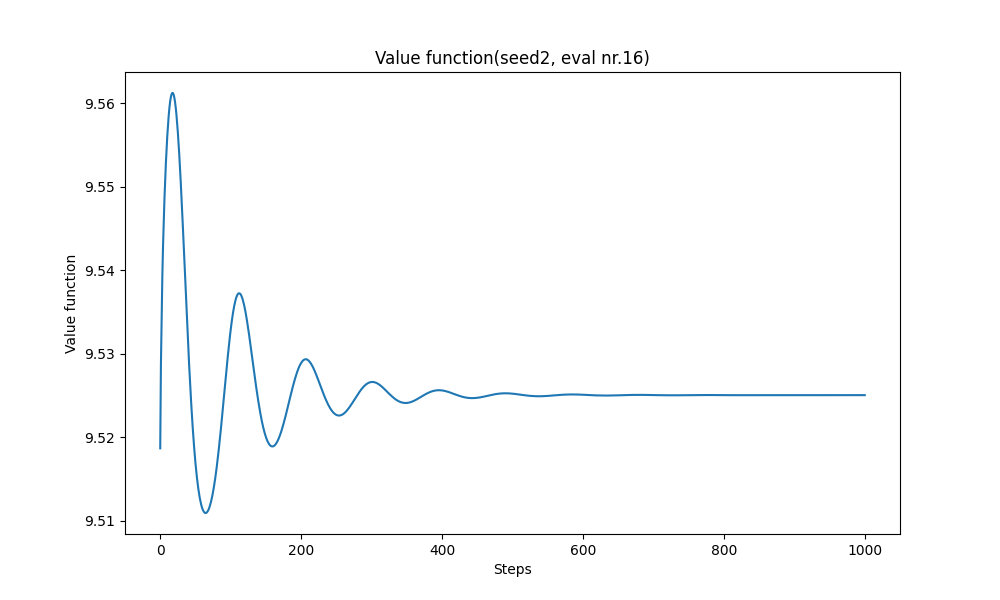 Value function(seed2, eval nr.16)
9.56
9.55
9.54
9.53
9.52
9.51
Value function
0 200 400 600 800 1000
Steps